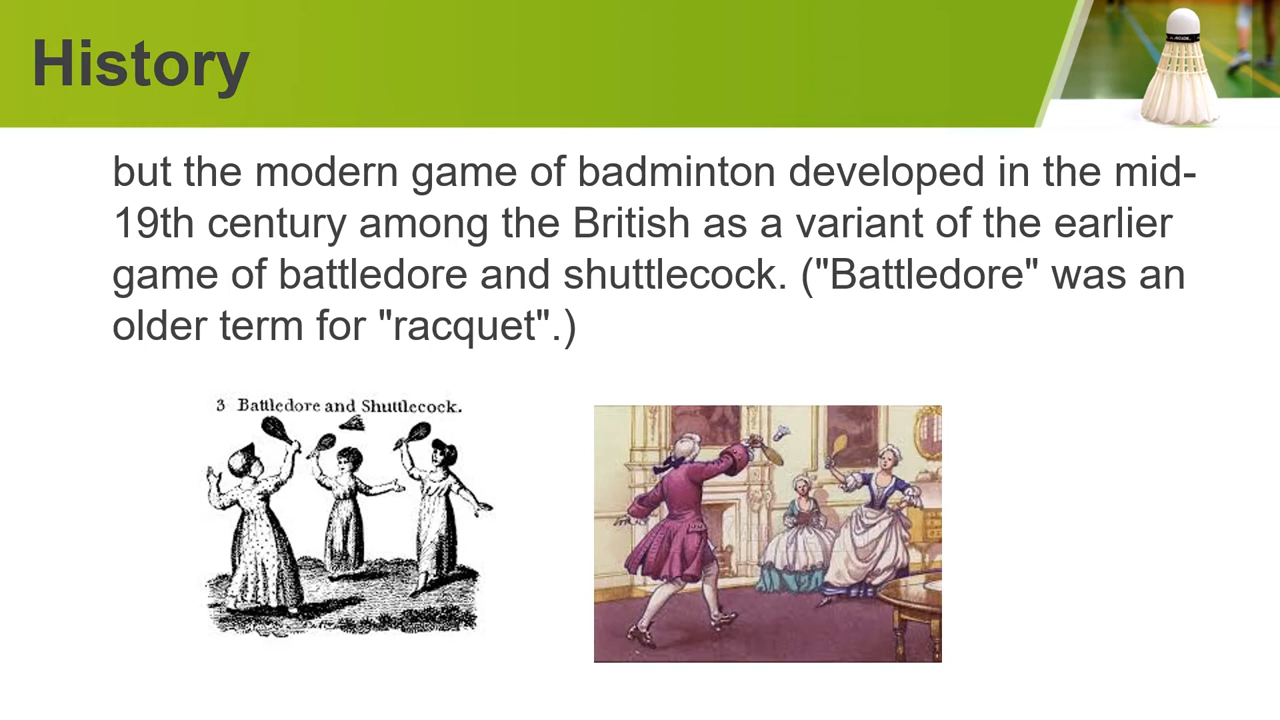 History
but the modern game of badminton developed in the mid-
19th century among the British as a variant of the earlier
game of battledore and shuttlecock. ("Battledore" was an
older term for "racquet".)
3 Battledore and Shuttlecock.